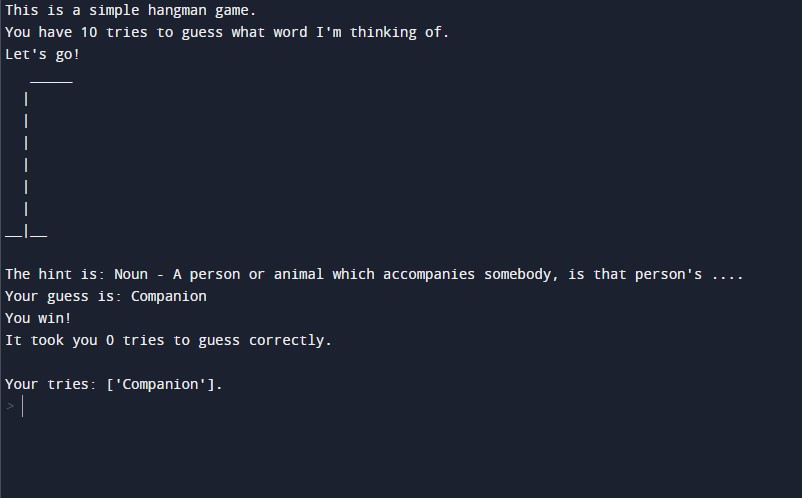 This is a simple hangman game.
You have 10 tries to guess what word I'm thinking of.
Let's go!
   _____
  |
  |
  |
  |
  |
  |
__|__

The hint is: Noun - A person or animal which accompanies somebody, is that person's ....
Your guess is: Companion
You win!
It took you 0 tries to guess correctly.

Your tries: ['Companion'].
>